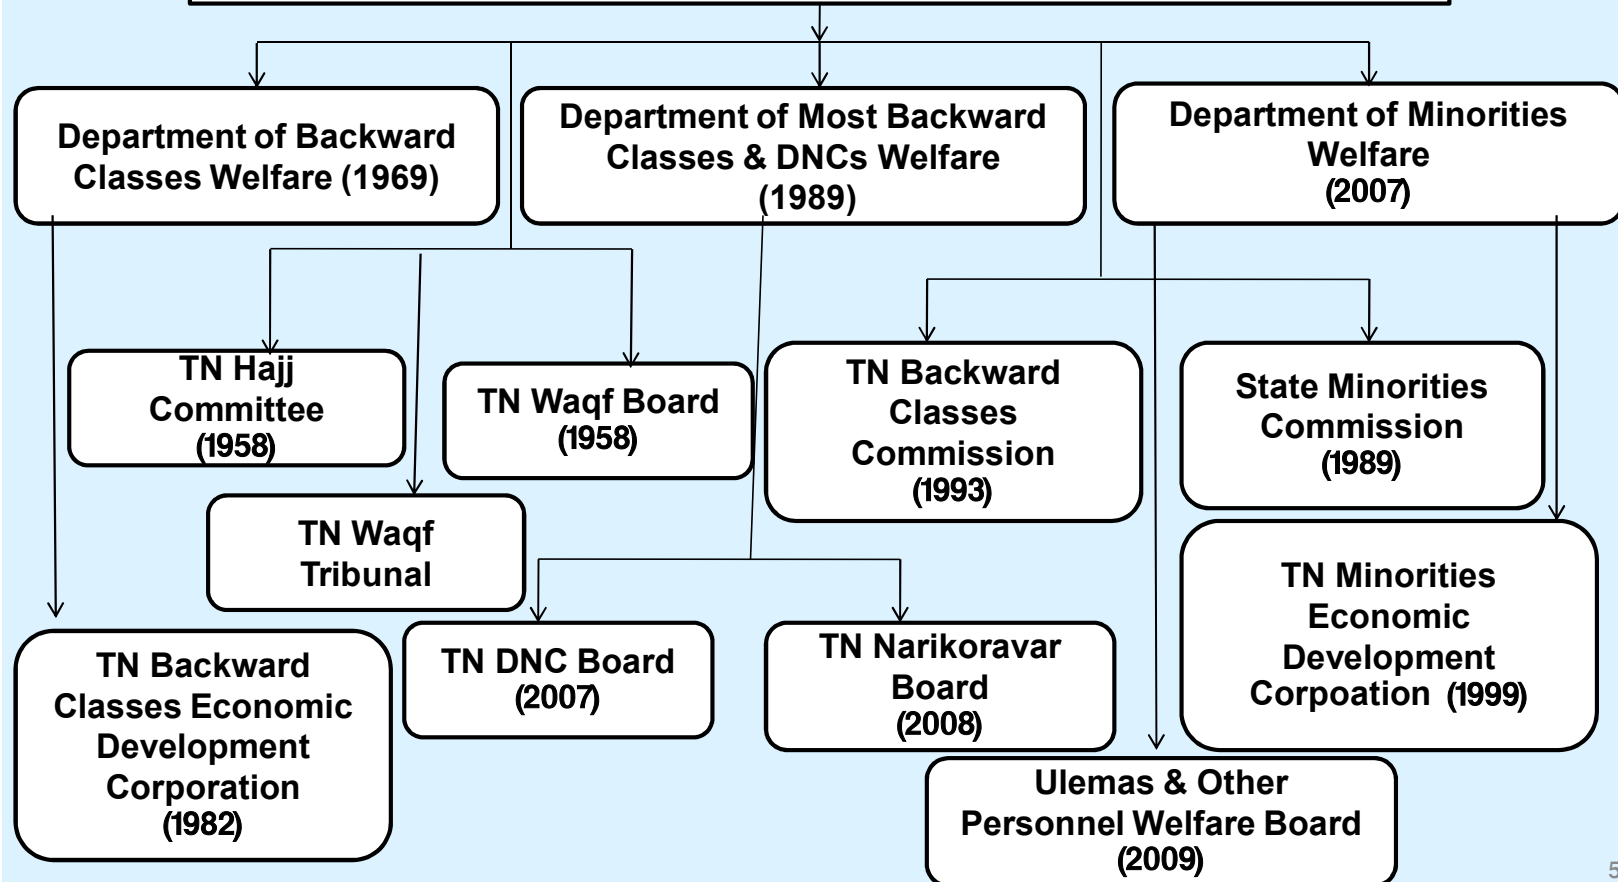 Department of Backward
Classes Welfare (1969)
Department of Most Backward
Classes & DNCs Welfare
(1989)
Department of Minorities
Welfare
(2007)
TN Hajj
Committee
(1958)
TN Waqf Board
(1958)
TN Backward
Classes
Commission
(1993)
State Minorities
Commission
(1989)
TN Waqf
Tribunal
TN Minorities
Economic
Development
Corpoation (1999)
TN Backward
Classes Economic
Development
Corporation
(1982)
TN DNC Board
(2007)
TN Narikoravar
Board
(2008)
Ulemas & Other
Personnel Welfare Board
(2009)
5